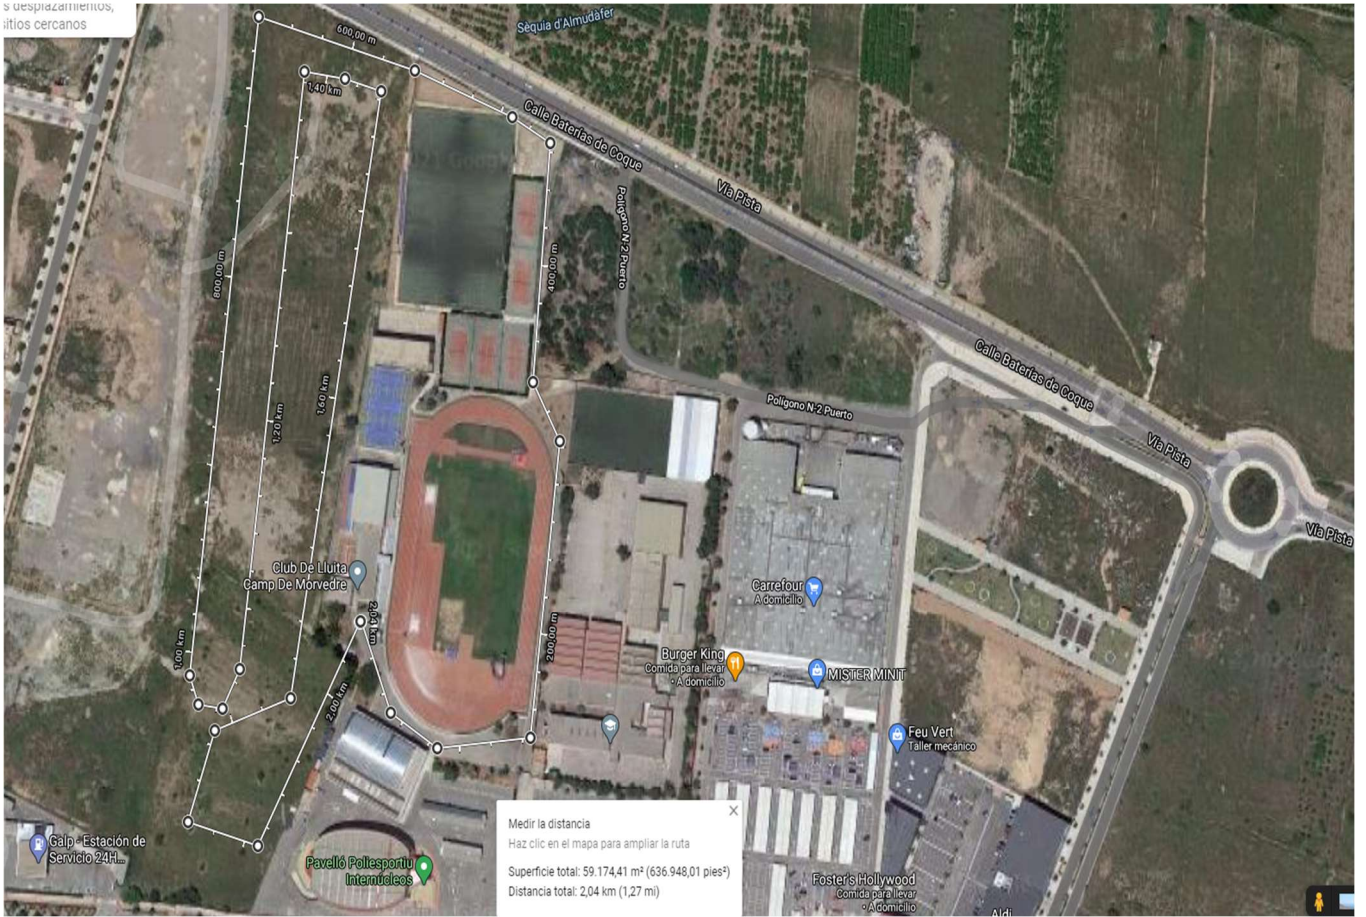 s desplazamientos,
sitios cercanos
600,00 m
Sèquia d'Almudàfer
1,40 km
Calle Baterías de Coque
Vía Pista
Polígono N-2 Puerto
400,00 m
800,00 m
Calle Baterías de Coque
1,60 km
Polígono N-2 Puerto
1,20 km
Vía Pista
Vía Pista
Club De Lluita
Camp De Morvedre
Carrefour
A domicilio
2,04 km
200,00 m
1,00 km
Burger King
Comida para llevar
• A domicilio
MISTER MINIT
2,00 km
Feu Vert
Taller mecánico
Medir la distancia
Haz clic en el mapa para ampliar la ruta
Superficie total: 59.174,41 m² (636.948,01 pies²)
Distancia total: 2,04 km (1,27 mi)
Galp - Estación de
Servicio 24H...
Pavelló Poliesportiu
Internúcleos
Foster's Hollywood
Comida para llevar
• A domicilio
Aldi